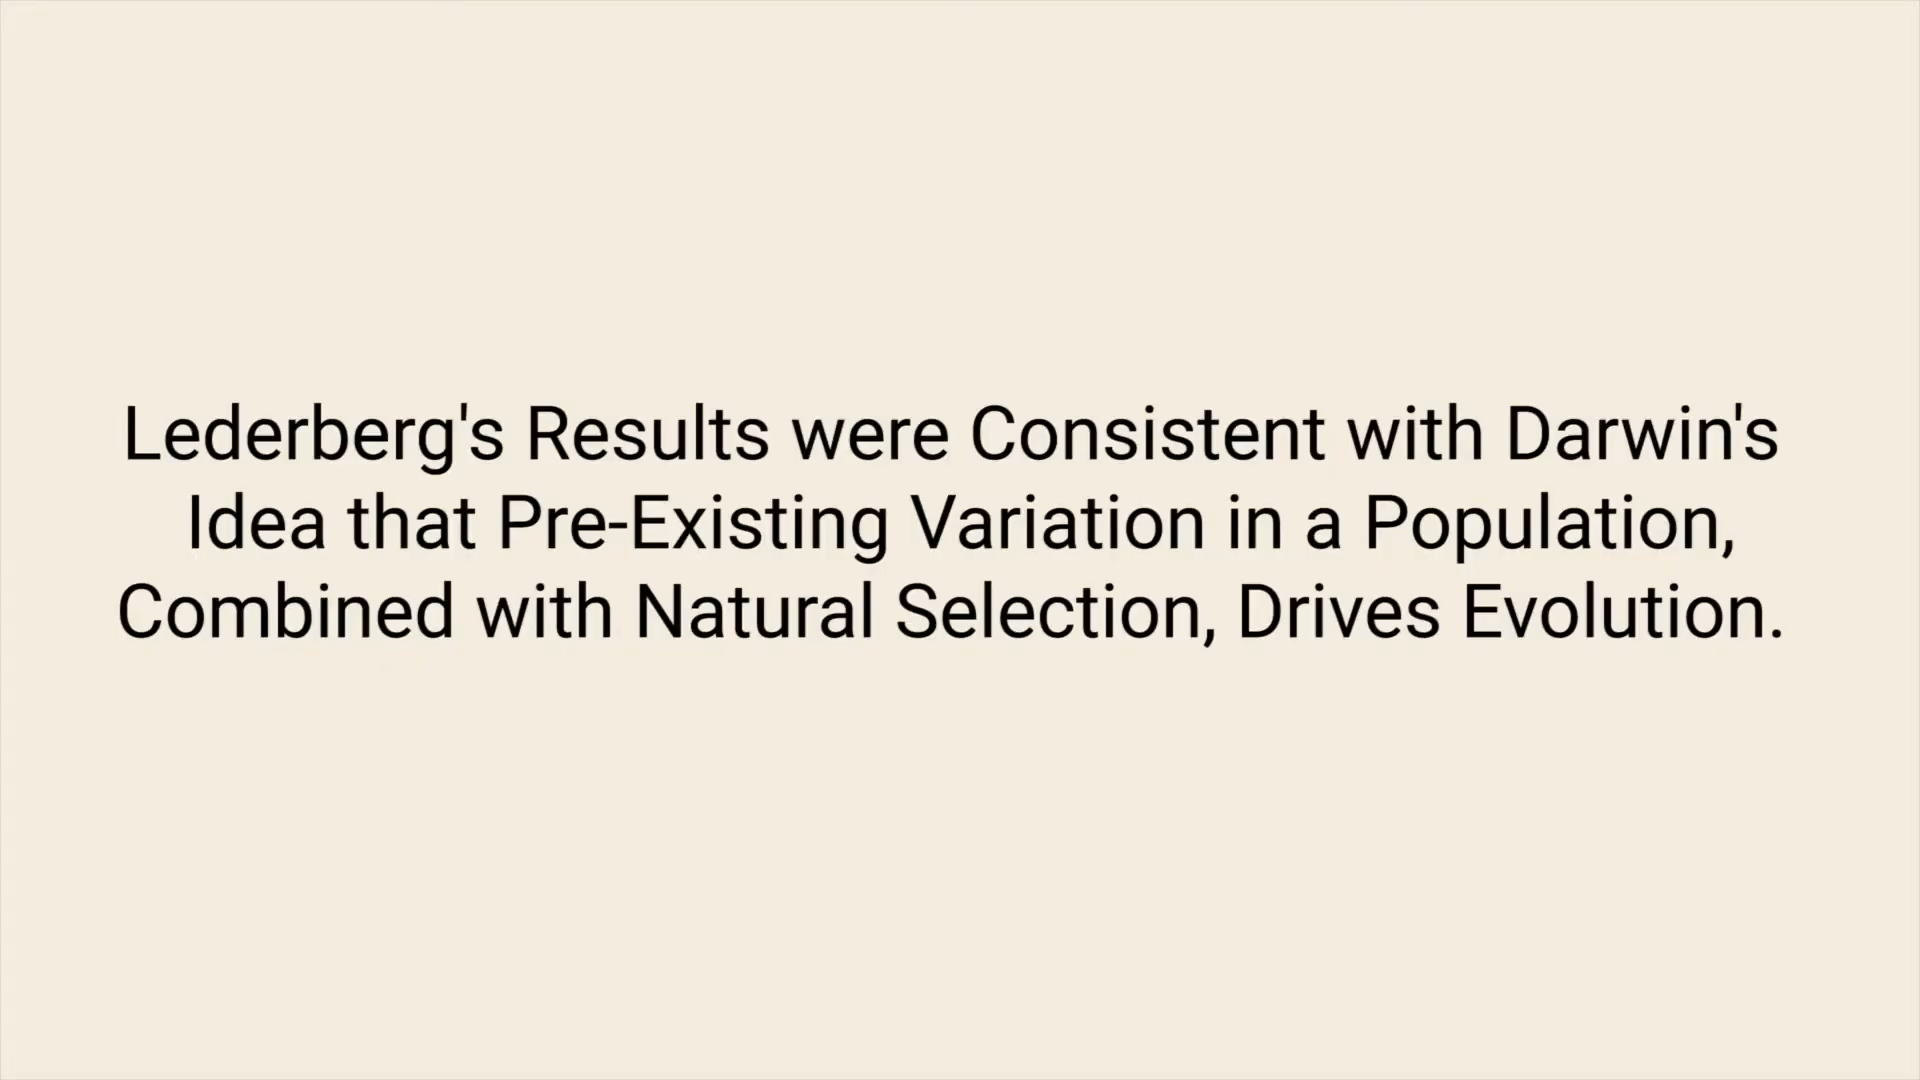 Lederberg's Results were Consistent with Darwin's
Idea that Pre-Existing Variation in a Population,
Combined with Natural Selection, Drives Evolution.